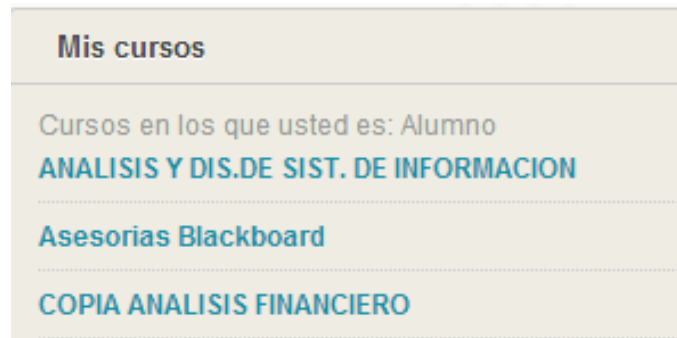 Mis cursos
Cursos en los que usted es: Alumno
ANALISIS Y DIS.DE SIST. DE INFORMACION
Asesorias Blackboard
COPIA ANALISIS FINANCIERO